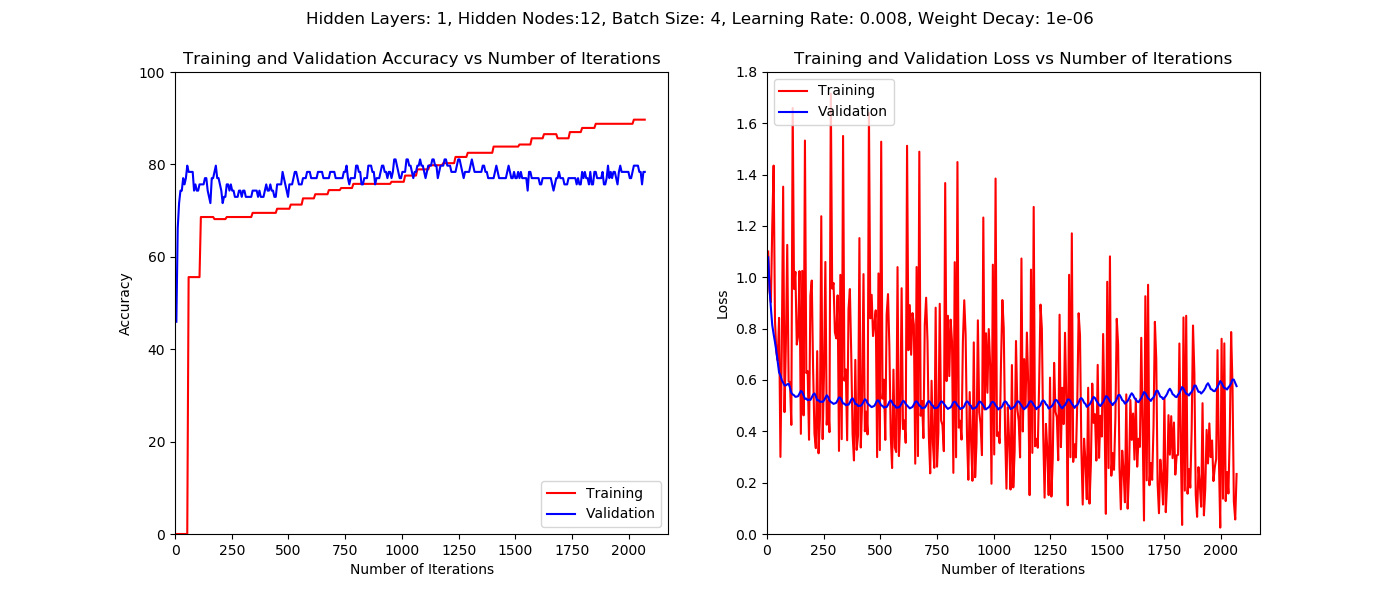 Hidden Layers: 1, Hidden Nodes:12, Batch Size: 4, Learning Rate: 0.008, Weight Decay: 1e-06
Training and Validation Accuracy vs Number of Iterations
100
80
60
40
20
0
Accuracy
0 250 500 750 1000 1250 1500 1750 2000
Number of Iterations
Training
Validation
Training and Validation Loss vs Number of Iterations
1.8
1.6
1.4
1.2
1.0
0.8
0.6
0.4
0.2
0.0
Loss
0 250 500 750 1000 1250 1500 1750 2000
Number of Iterations
Training
Validation